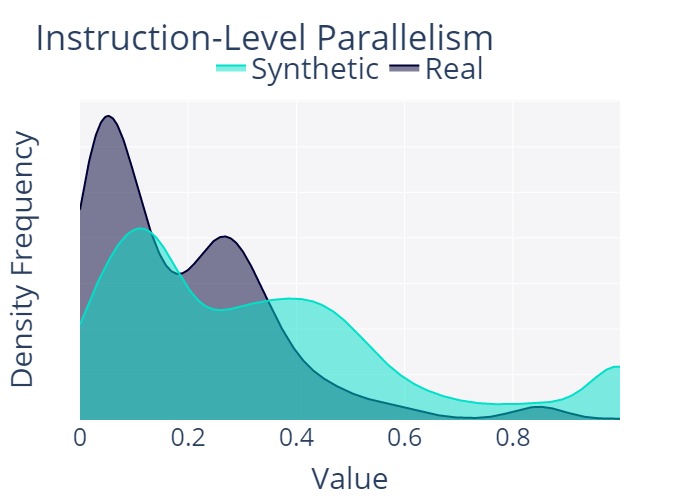 Instruction-Level Parallelism
Synthetic Real
Density Frequency
0 0.2 0.4 0.6 0.8
Value